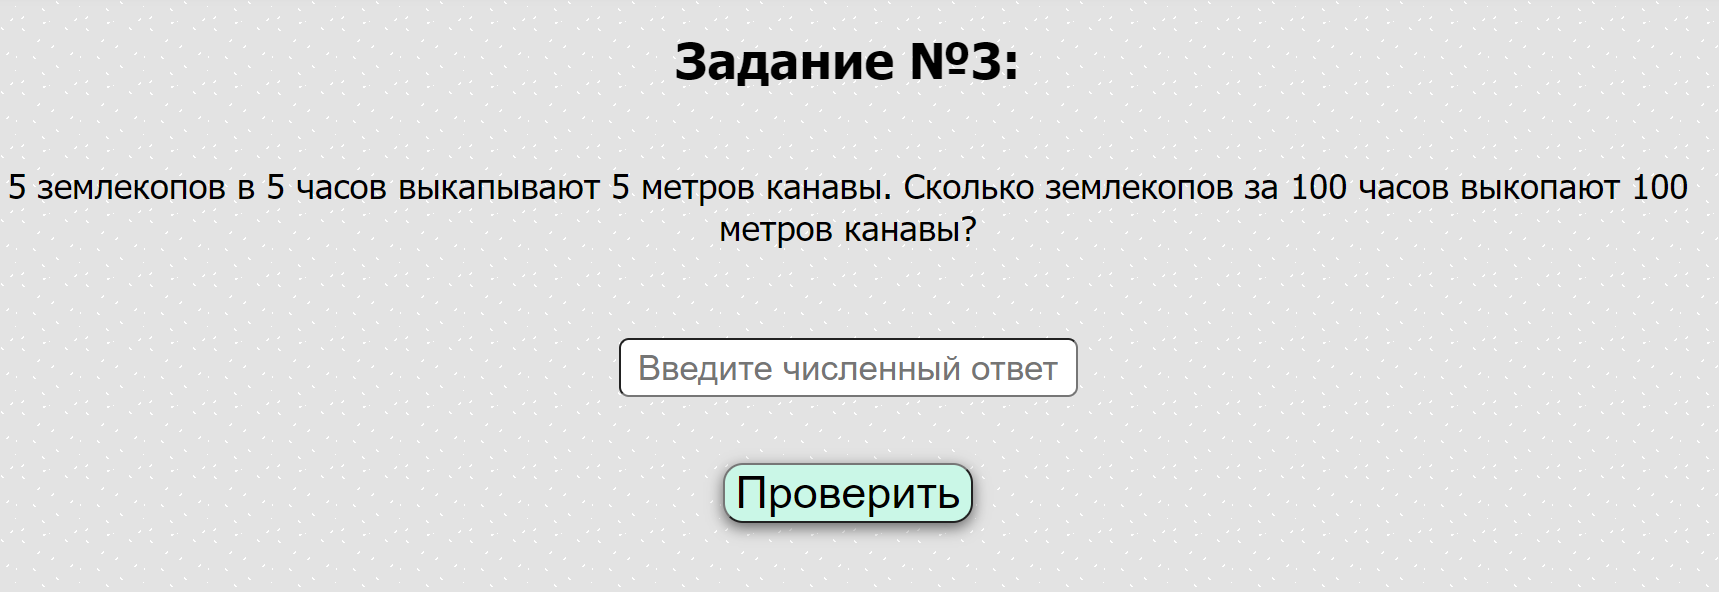 Задание №3:
5 землекопов в 5 часов выкапывают 5 метров канавы. Сколько землекопов за 100 часов выкопают 100
метров канавы?
Введите численный ответ
Проверить